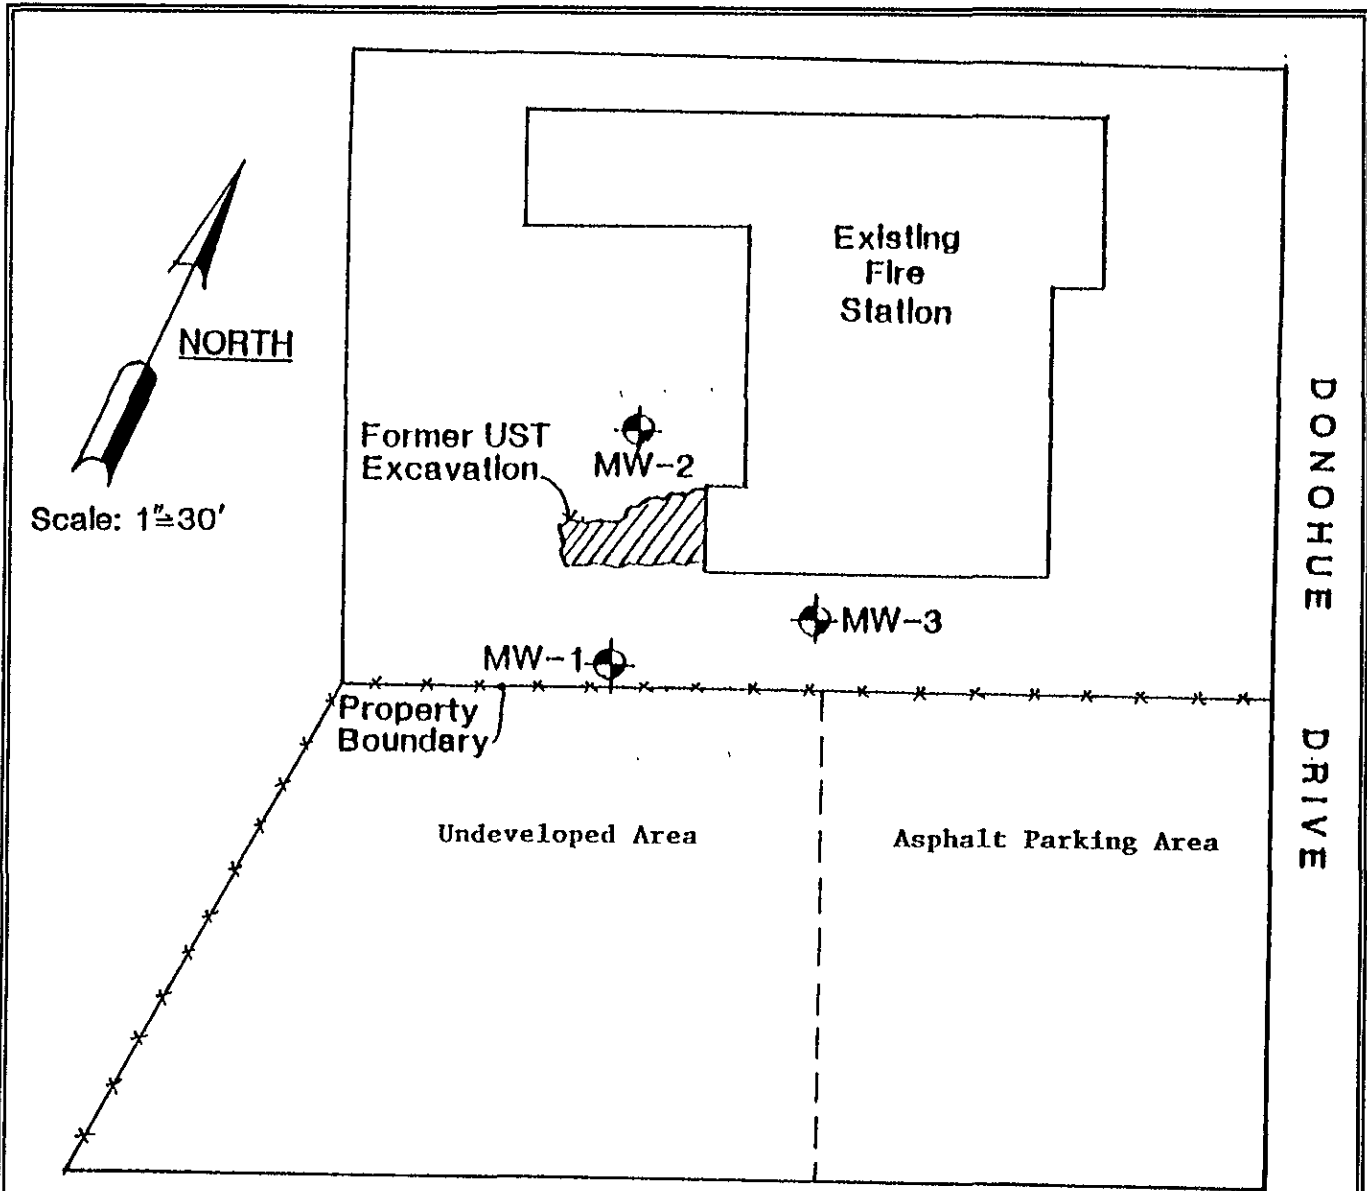 Existing
Fire
Station
NORTH
Former UST
Excavation
MW-2
Scale: 1"=30'
MW-3
MW-1
Property
Boundary
Undeveloped Area
Asphalt Parking Area
DONOHUE DRIVE